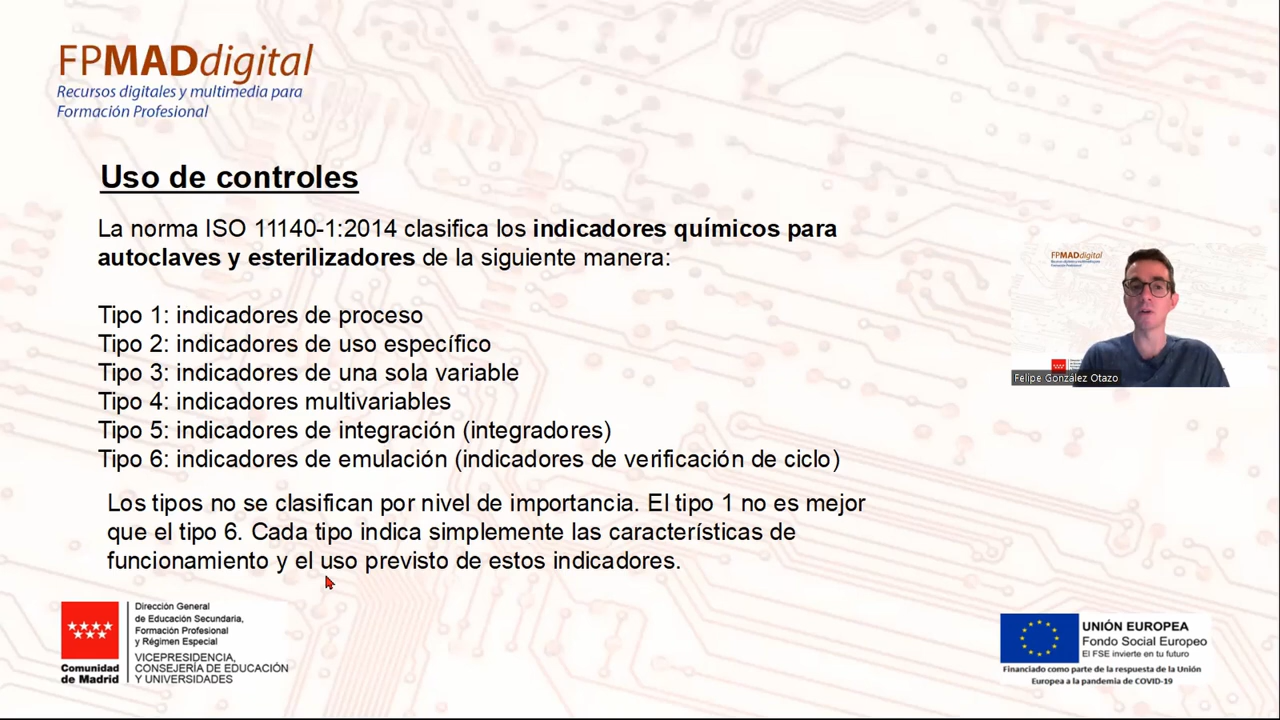 FPMADdigital
Recursos digitales y multimedia para
Formación Profesional
Uso de controles
La norma ISO 11140-1:2014 clasifica los indicadores químicos para
autoclaves y esterilizadores de la siguiente manera:
Tipo 1: indicadores de proceso
Tipo 2: indicadores de uso específico
Tipo 3: indicadores de una sola variable
Tipo 4: indicadores multivariables
Tipo 5: indicadores de integración (integradores)
Tipo 6: indicadores de emulación (indicadores de verificación de ciclo)
Los tipos no se clasifican por nivel de importancia. El tipo 1 no es mejor
que el tipo 6. Cada tipo indica simplemente las características de
funcionamiento y el uso previsto de estos indicadores.
FPMADdigital
Felipe González Otazo
Comunidad
de Madrid
Dirección General
de Educación Secundaria,
Formación Profesional
y Régimen Especial
VICEPRESIDENCIA,
CONSEJERÍA DE EDUCACIÓN
Y UNIVERSIDADES
UNIÓN EUROPEA
Fondo Social Europeo
El FSE invierte en tu futuro
Financiado como parte de la respuesta de la Unión
Europea a la pandemia de COVID-19